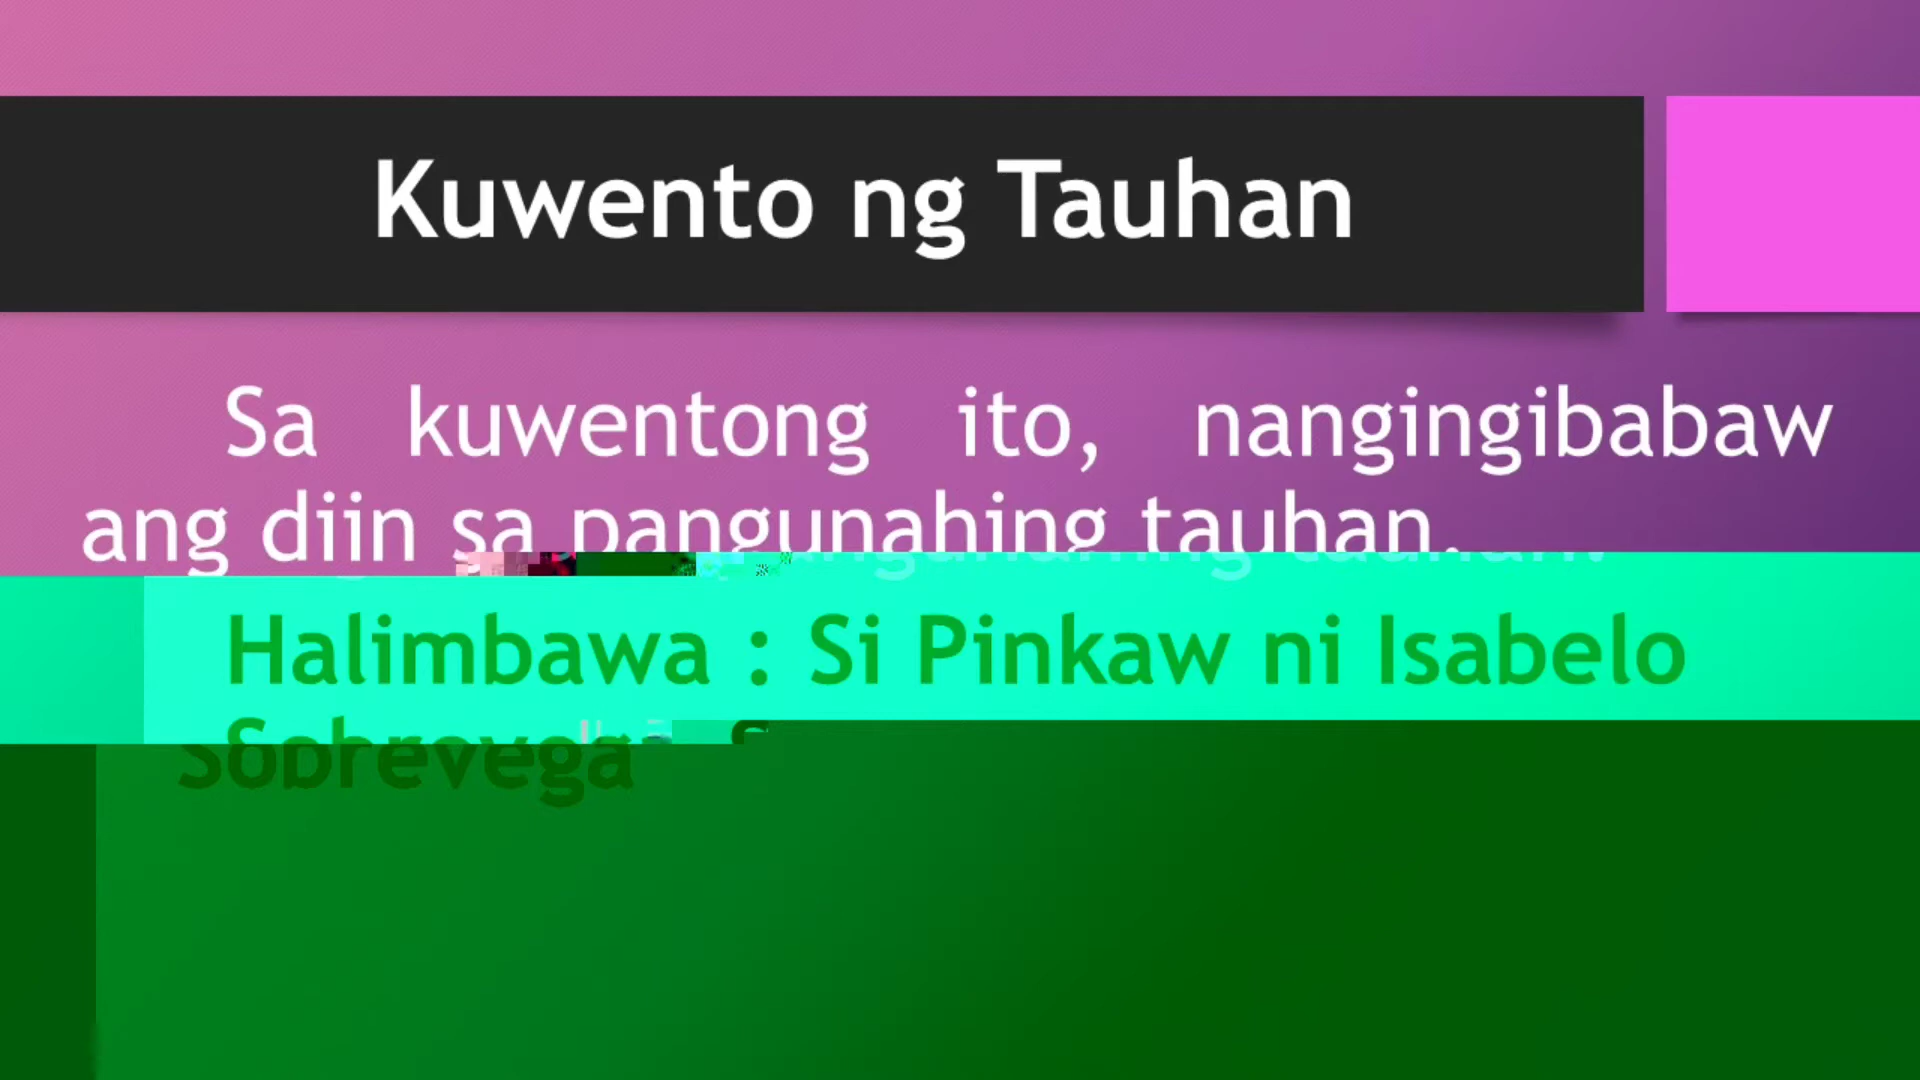 Kuwento ng Tauhan
Sa kuwentong ito, nangingibabaw
ang diin sa pangunahing tauhan.
Halimbawa : Si Pinkaw ni Isabelo
Sobrevega